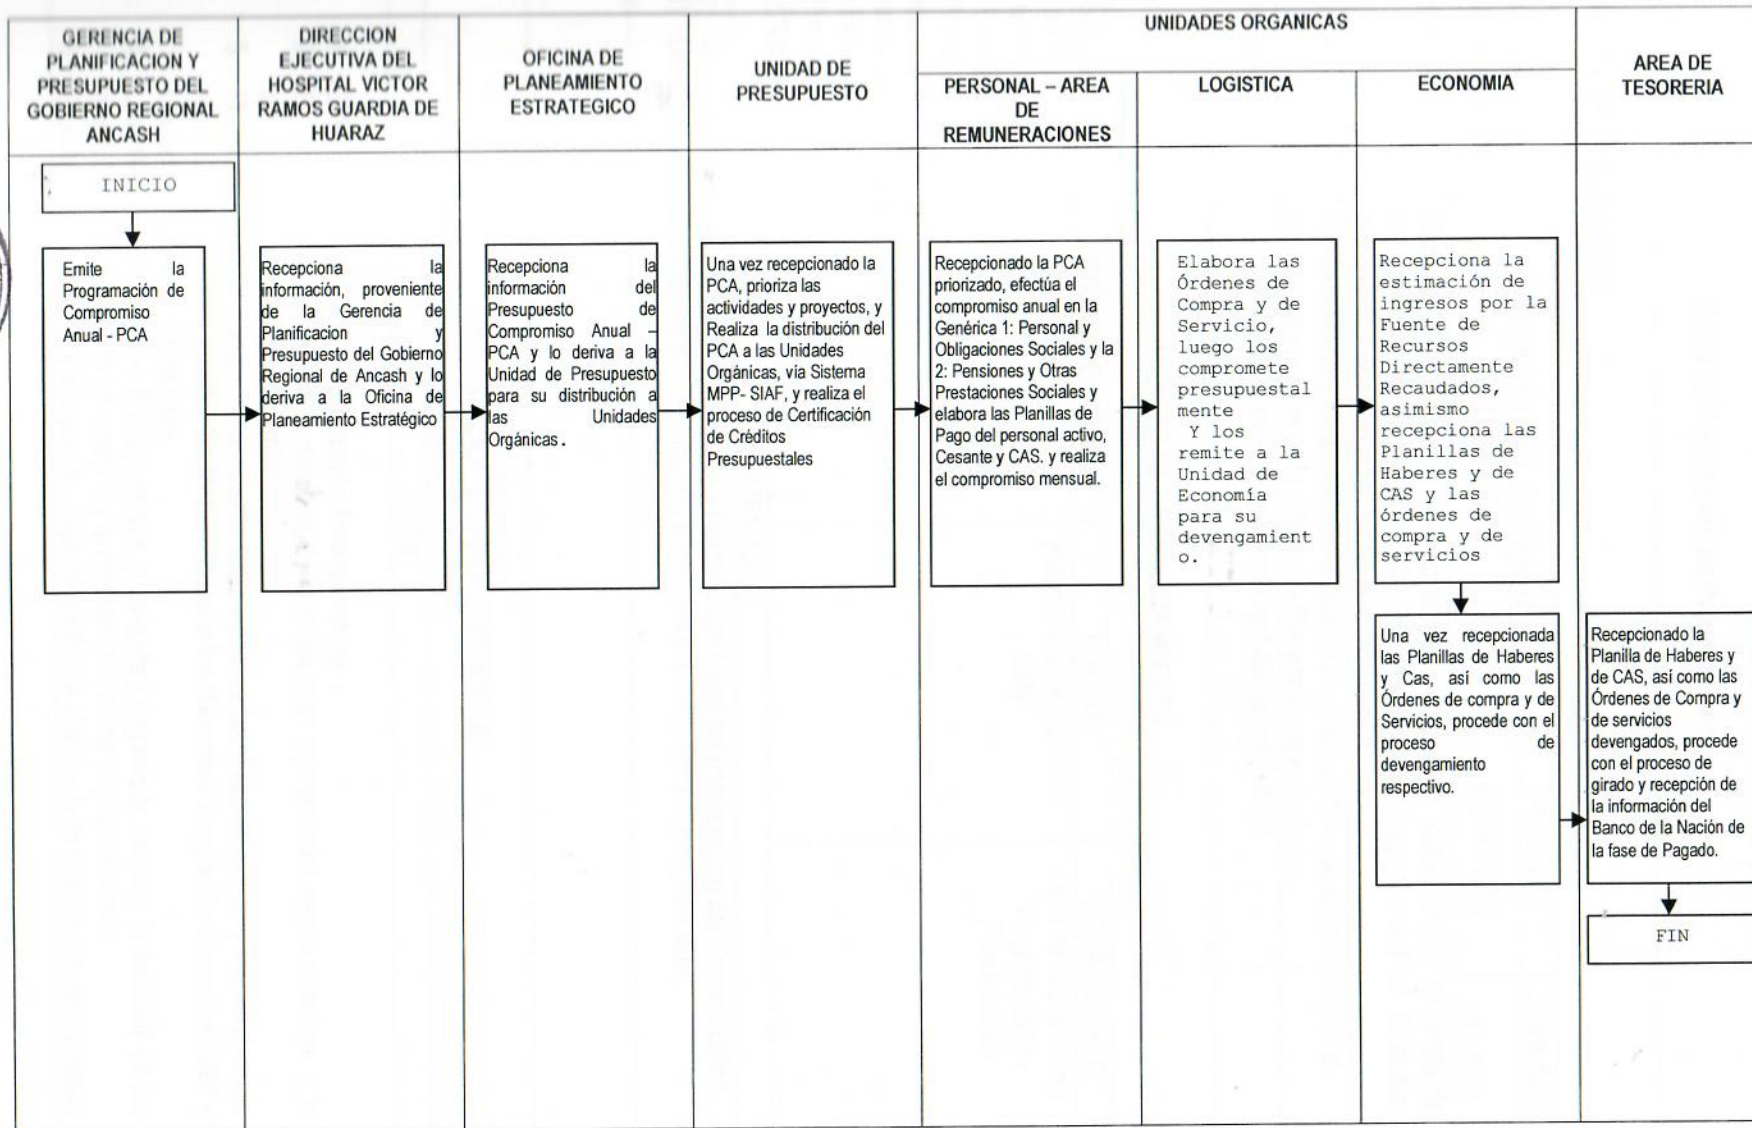 GERENCIA DE
PLANIFICACION Y
PRESUPUESTO DEL
GOBIERNO REGIONAL
ANCASH
DIRECCION
EJECUTIVA DEL
HOSPITAL VICTOR
RAMOS GUARDIA DE
HUARAZ
OFICINA DE
PLANEAMIENTO
ESTRATEGICO
UNIDAD DE
PRESUPUESTO
UNIDADES ORGANICAS
PERSONAL – AREA
DE
REMUNERACIONES
LOGISTICA
ECONOMIA
AREA DE
TESORERIA
INICIO
Emite la
Programación de
Compromiso
Anual - PCA
Recepciona la
información, proveniente
de la Gerencia de
Planificacion y
Presupuesto del Gobierno
Regional de Ancash y lo
deriva a la Oficina de
Planeamiento Estratégico
Recepciona la
información del
Presupuesto de
Compromiso Anual –
PCA y lo deriva a la
Unidad de Presupuesto
para su distribución a
las Unidades
Orgánicas.
Una vez recepcionado la
PCA, prioriza las
actividades y proyectos, y
Realiza la distribución del
PCA a las Unidades
Orgánicas, via Sistema
MPP- SIAF, y realiza el
proceso de Certificación
de Créditos
Presupuestales
Recepcionado la PCA
priorizado, efectúa el
compromiso anual en la
Genérica 1: Personal y
Obligaciones Sociales y la
2: Pensiones y Otras
Prestaciones Sociales y
elabora las Planillas de
Pago del personal activo,
Cesante y CAS. y realiza
el compromiso mensual.
Elabora las
Órdenes de
Compra y de
Servicio,
luego los
compromete
presupuestal
mente
Y los
remite a la
Unidad de
Economía
para su
devengamient
o.
Recepciona la
estimación de
ingresos por la
Fuente de
Recursos
Directamente
Recaudados,
asimismo
recepciona las
Planillas de
Haberes y de
CAS y las
órdenes de
compra y de
servicios
Una vez recepcionada
las Planillas de Haberes
y Cas, asi como las
Órdenes de compra y de
Servicios, procede con el
proceso de
devengamiento
respectivo.
Recepcionado la
Planilla de Haberes y
de CAS, así como las
Órdenes de Compra y
de servicios
devengados, procede
con el proceso de
girado y recepción de
la información del
Banco de la Nación de
la fase de Pagado.
FIN